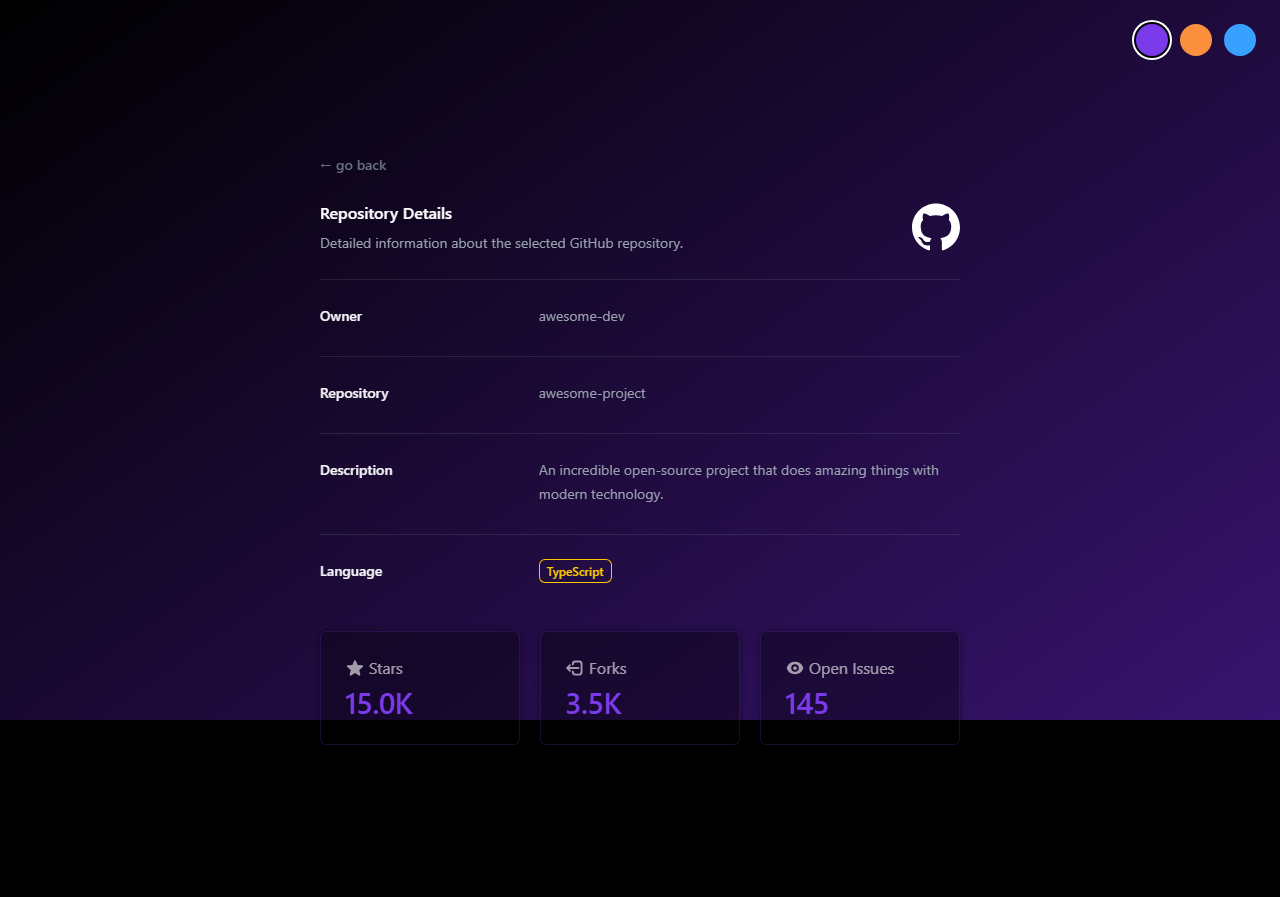 ← go back
Repository Details
Detailed information about the selected GitHub repository.
Owner
awesome-dev
Repository
awesome-project
Description
An incredible open-source project that does amazing things with
modern technology.
Language
TypeScript
Stars
15.0K
Forks
3.5K
Open Issues
145